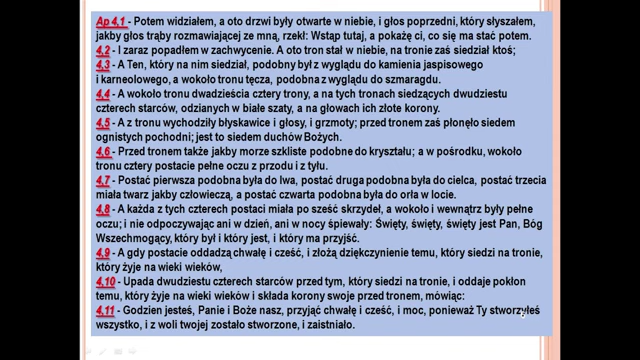 Ap 4.1 - Potem widziałem, a oto drzwi były otwarte w niebie, i głos poprzedni, który słyszałem,
jakby głos trąby rozmawiającej ze mną, rzekł: Wstąp tutaj, a pokażę ci, co się ma stać potem.
4.2 - I zaraz popadłem w zachwycenie. A oto tron stał w niebie, na tronie zaś siedział ktoś;
4.3 - A Ten, który na nim siedział, podobny był z wyglądu do kamienia jaspisowego
i karneolowego, a wokoło tronu tęcza, podobna z wyglądu do szmaragdu.
4.4 - A wokoło tronu dwadzieścia cztery trony, a na tych tronach siedzących dwudziestu
czterech starców, odzianych w białe szaty, a na głowach ich złote korony.
4.5 - A z tronu wychodziły błyskawice i głosy, i grzmoty; przed tronem zaś płonęło siedem
ognistych pochodni; jest to siedem duchów Bożych.
4.6 - Przed tronem także jakby morze szkliste podobne do kryształu; a w pośrodku, wokoło
tronu cztery postacie pełne oczu z przodu i z tyłu.
4.7 - Postać pierwsza podobna była do lwa, postać druga podobna była do cielca, postać trzecia
miała twarz jakby człowieczą, a postać czwarta podobna była do orła w locie.
4.8 - A każda z tych czterech postaci miała po sześć skrzydeł, a wokoło i wewnątrz były pełne
oczu; i nie odpoczywając ani w dzień, ani w nocy śpiewały: Święty, święty, święty jest Pan, Bóg
Wszechmogący, który był i który jest, i który ma przyjść.
4.9 - A gdy postacie oddadzą chwałę i cześć, i złożą dziękczynienie temu, który siedzi na tronie,
który żyje na wieki wieków,
4.10 - Upada dwudziestu czterech starców przed tym, który siedzi na tronie, i oddaje pokłon
temu, który żyje na wieki wieków i składa korony swoje przed tronem, mówiąc:
4.11 - Godzien jesteś, Panie i Boże nasz, przyjąć chwałę i cześć, i moc, ponieważ Ty stworzyłeś
wszystko, i z woli twojej zostało stworzone, i zaistniało.